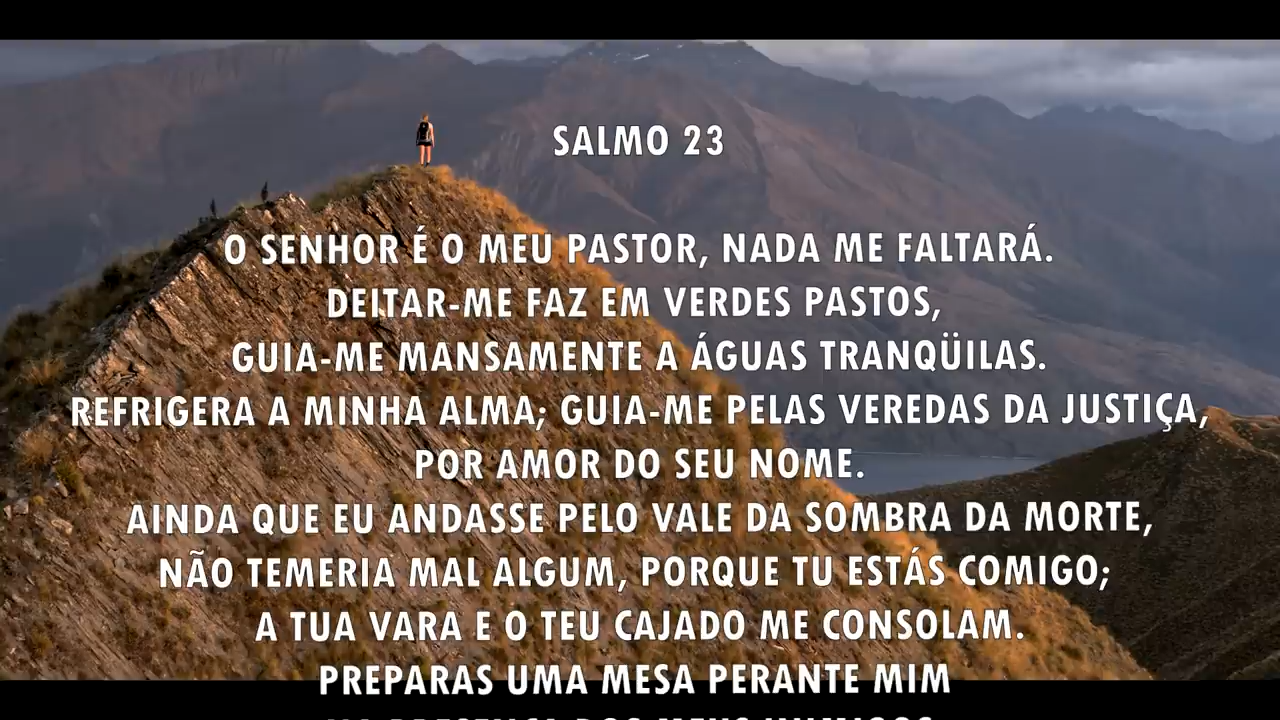 SALMO 23
O SENHOR É O MEU PASTOR, NADA ME FALTARÁ.
DEITAR-ME FAZ EM VERDES PASTOS,
GUIA-ME MANSAMENTE A ÁGUAS TRANQÜILAS.
REFRIGERA A MINHA ALMA; GUIA-ME PELAS VEREDAS DA JUSTIÇA,
POR AMOR DO SEU NOME.
AINDA QUE EU ANDASSE PELO VALE DA SOMBRA DA MORTE,
NÃO TEMERIA MAL ALGUM, PORQUE TU ESTÁS COMIGO;
A TUA VARA E O TEU CAJADO ME CONSOLAM.
PREPARAS UMA MESA PERANTE MIM